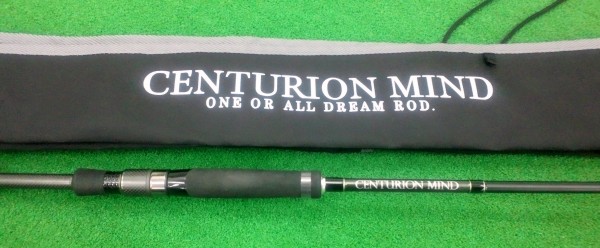 CENTURION MIND
ONE OR ALL DREAM ROD.
CENTURION MIND